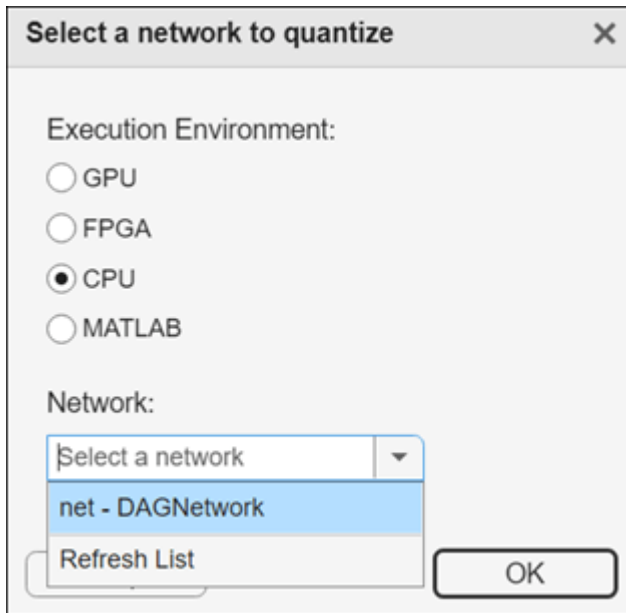 Select a network to quantize
Execution Environment:
GPU
FPGA
CPU
MATLAB
Network:
Select a network
net - DAGNetwork
Refresh List
OK